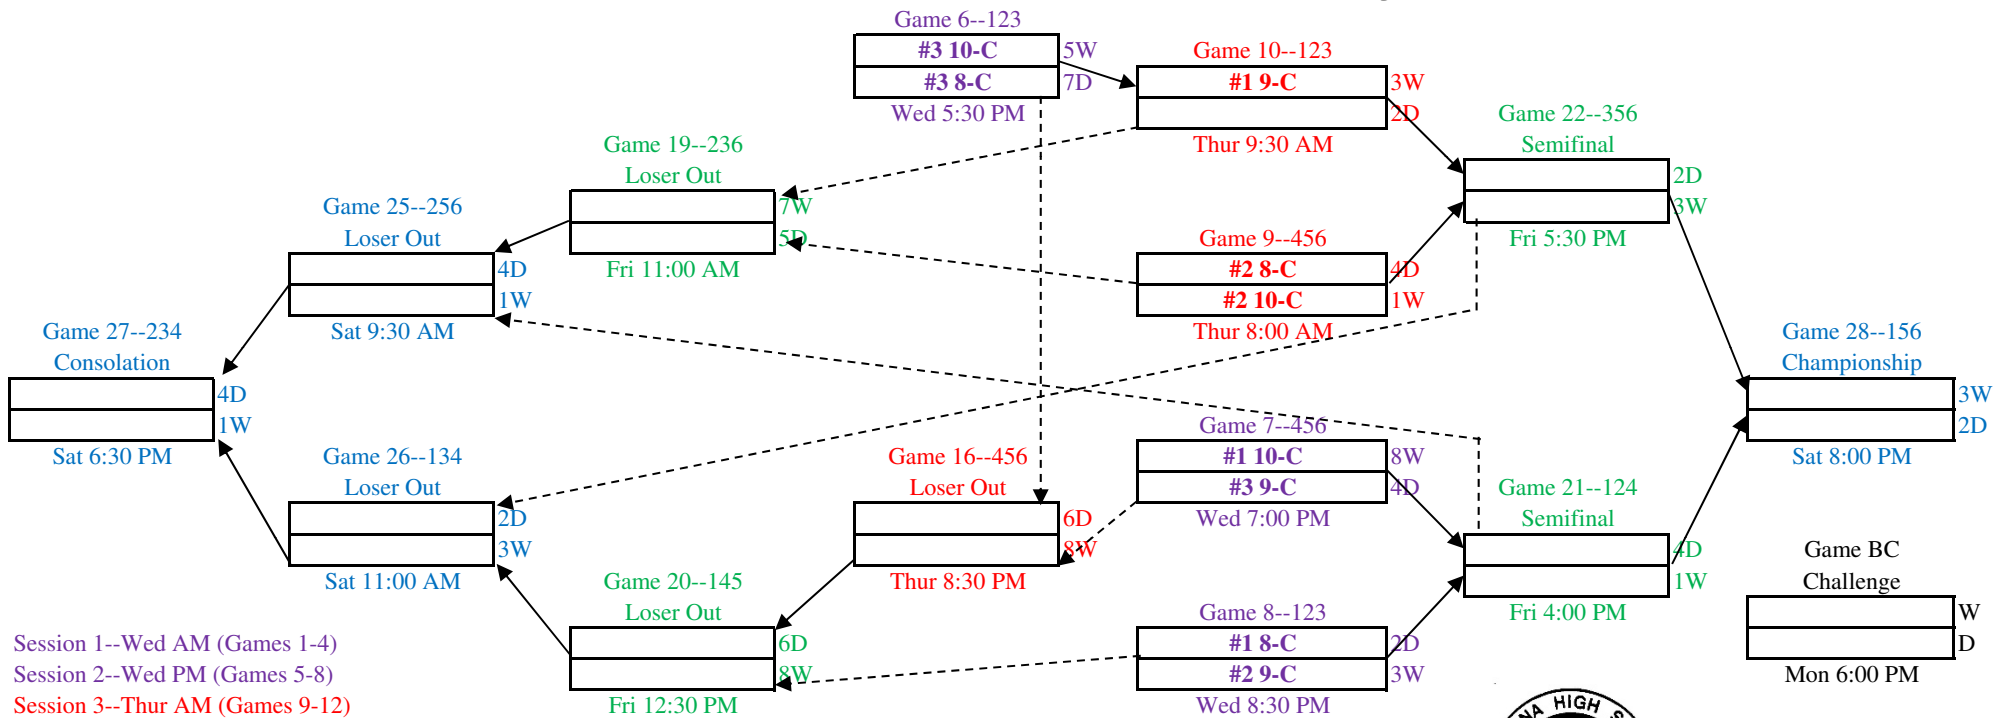 Game 6--123
#3 10-C
5W
#3 8-C
7D
Wed 5:30 PM
Game 10--123
#1 9-C
3W
2D
Thur 9:30 AM
Game 22--356
Semifinal
2D
3W
Fri 5:30 PM
Game 19--236
Loser Out
7W
5D
Fri 11:00 AM
Game 25--256
Loser Out
4D
1W
Sat 9:30 AM
Game 9--456
#2 8-C
4D
#2 10-C
1W
Thur 8:00 AM
Game 27--234
Consolation
4D
1W
Sat 6:30 PM
Game 28--156
Championship
3W
2D
Sat 8:00 PM
Game 7--456
#1 10-C
8W
#3 9-C
4D
Wed 7:00 PM
Game 26--134
Loser Out
2D
3W
Sat 11:00 AM
Game 16--456
Loser Out
6D
8W
Thur 8:30 PM
Game 21--124
Semifinal
4D
1W
Fri 4:00 PM
Game 20--145
Loser Out
6D
8W
Fri 12:30 PM
Game 8--123
#1 8-C
2D
#2 9-C
3W
Wed 8:30 PM
Game BC
Challenge
W
D
Mon 6:00 PM
Session 1--Wed AM (Games 1-4)
Session 2--Wed PM (Games 5-8)
Session 3--Thur AM (Games 9-12)
HIGH